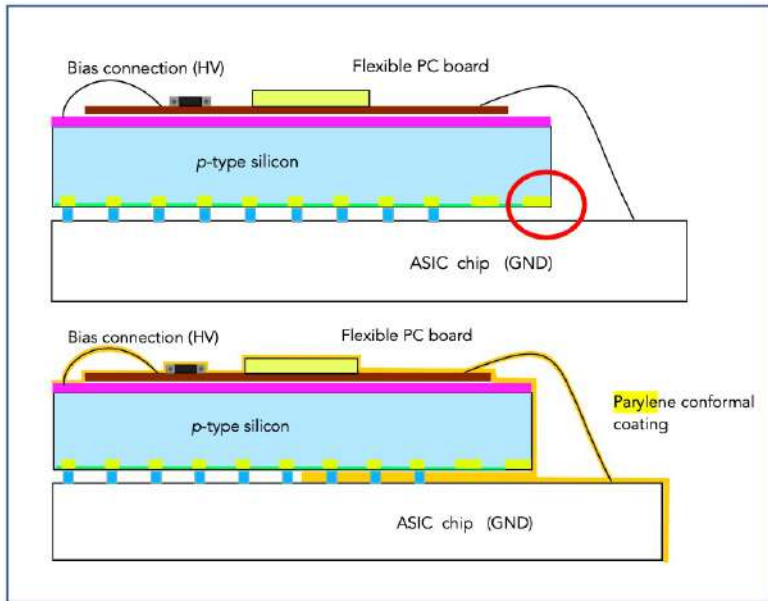 Bias connection (HV)
Flexible PC board
p-type silicon
ASIC chip (GND)
Bias connection (HV)
Flexible PC board
Parylene conformal
coating
p-type silicon
ASIC chip (GND)